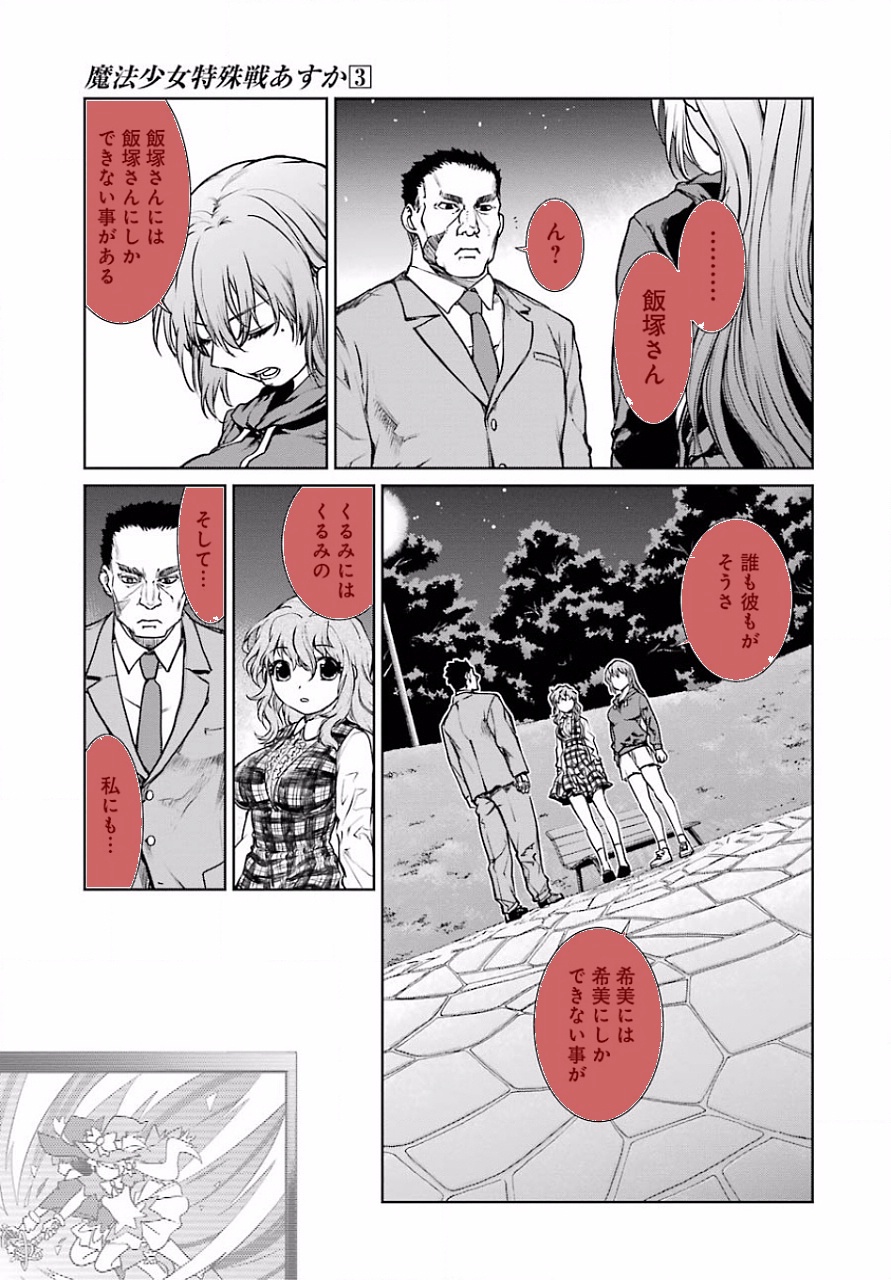 魔法少女特殊戦あすか3
………
飯塚さん
ん?
飯塚さんには
飯塚さんにしか
できない事がある
誰も彼もが
そうさ
希美には
希美にしか
できない事が
くるみには
くるみの
そして…
私にも…